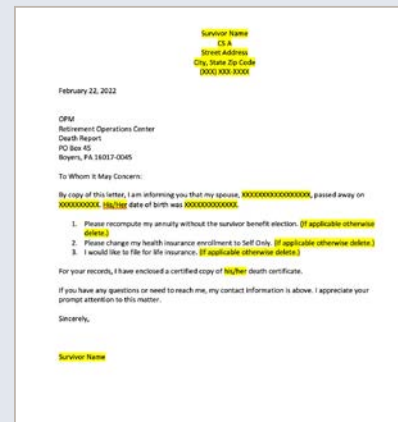 Survivor Name
CS A
Street Address
City, State Zip Code
(XXX) XXX-XXXX
February 22, 2022
OPM
Retirement Operations Center
Death Report
PO Box 45
Boyers, PA 16017-0045
To Whom It May Concern:
By copy of this letter, I am informing you that my spouse, XXXXXXXXXXXXXXXXX, passed away on
XXXXXXXXXX. His/Her date of birth was XXXXXXXXXXXXX.
1. Please recompute my annuity without the survivor benefit election. (If applicable otherwise
delete.)
2. Please change my health insurance enrollment to Self Only. (If applicable otherwise delete.)
3. I would like to file for life insurance. (If applicable otherwise delete.)
For your records, I have enclosed a certified copy of his/her death certificate.
If you have any questions or need to reach me, my contact information is above. I appreciate your
prompt attention to this matter.
Sincerely,
Survivor Name